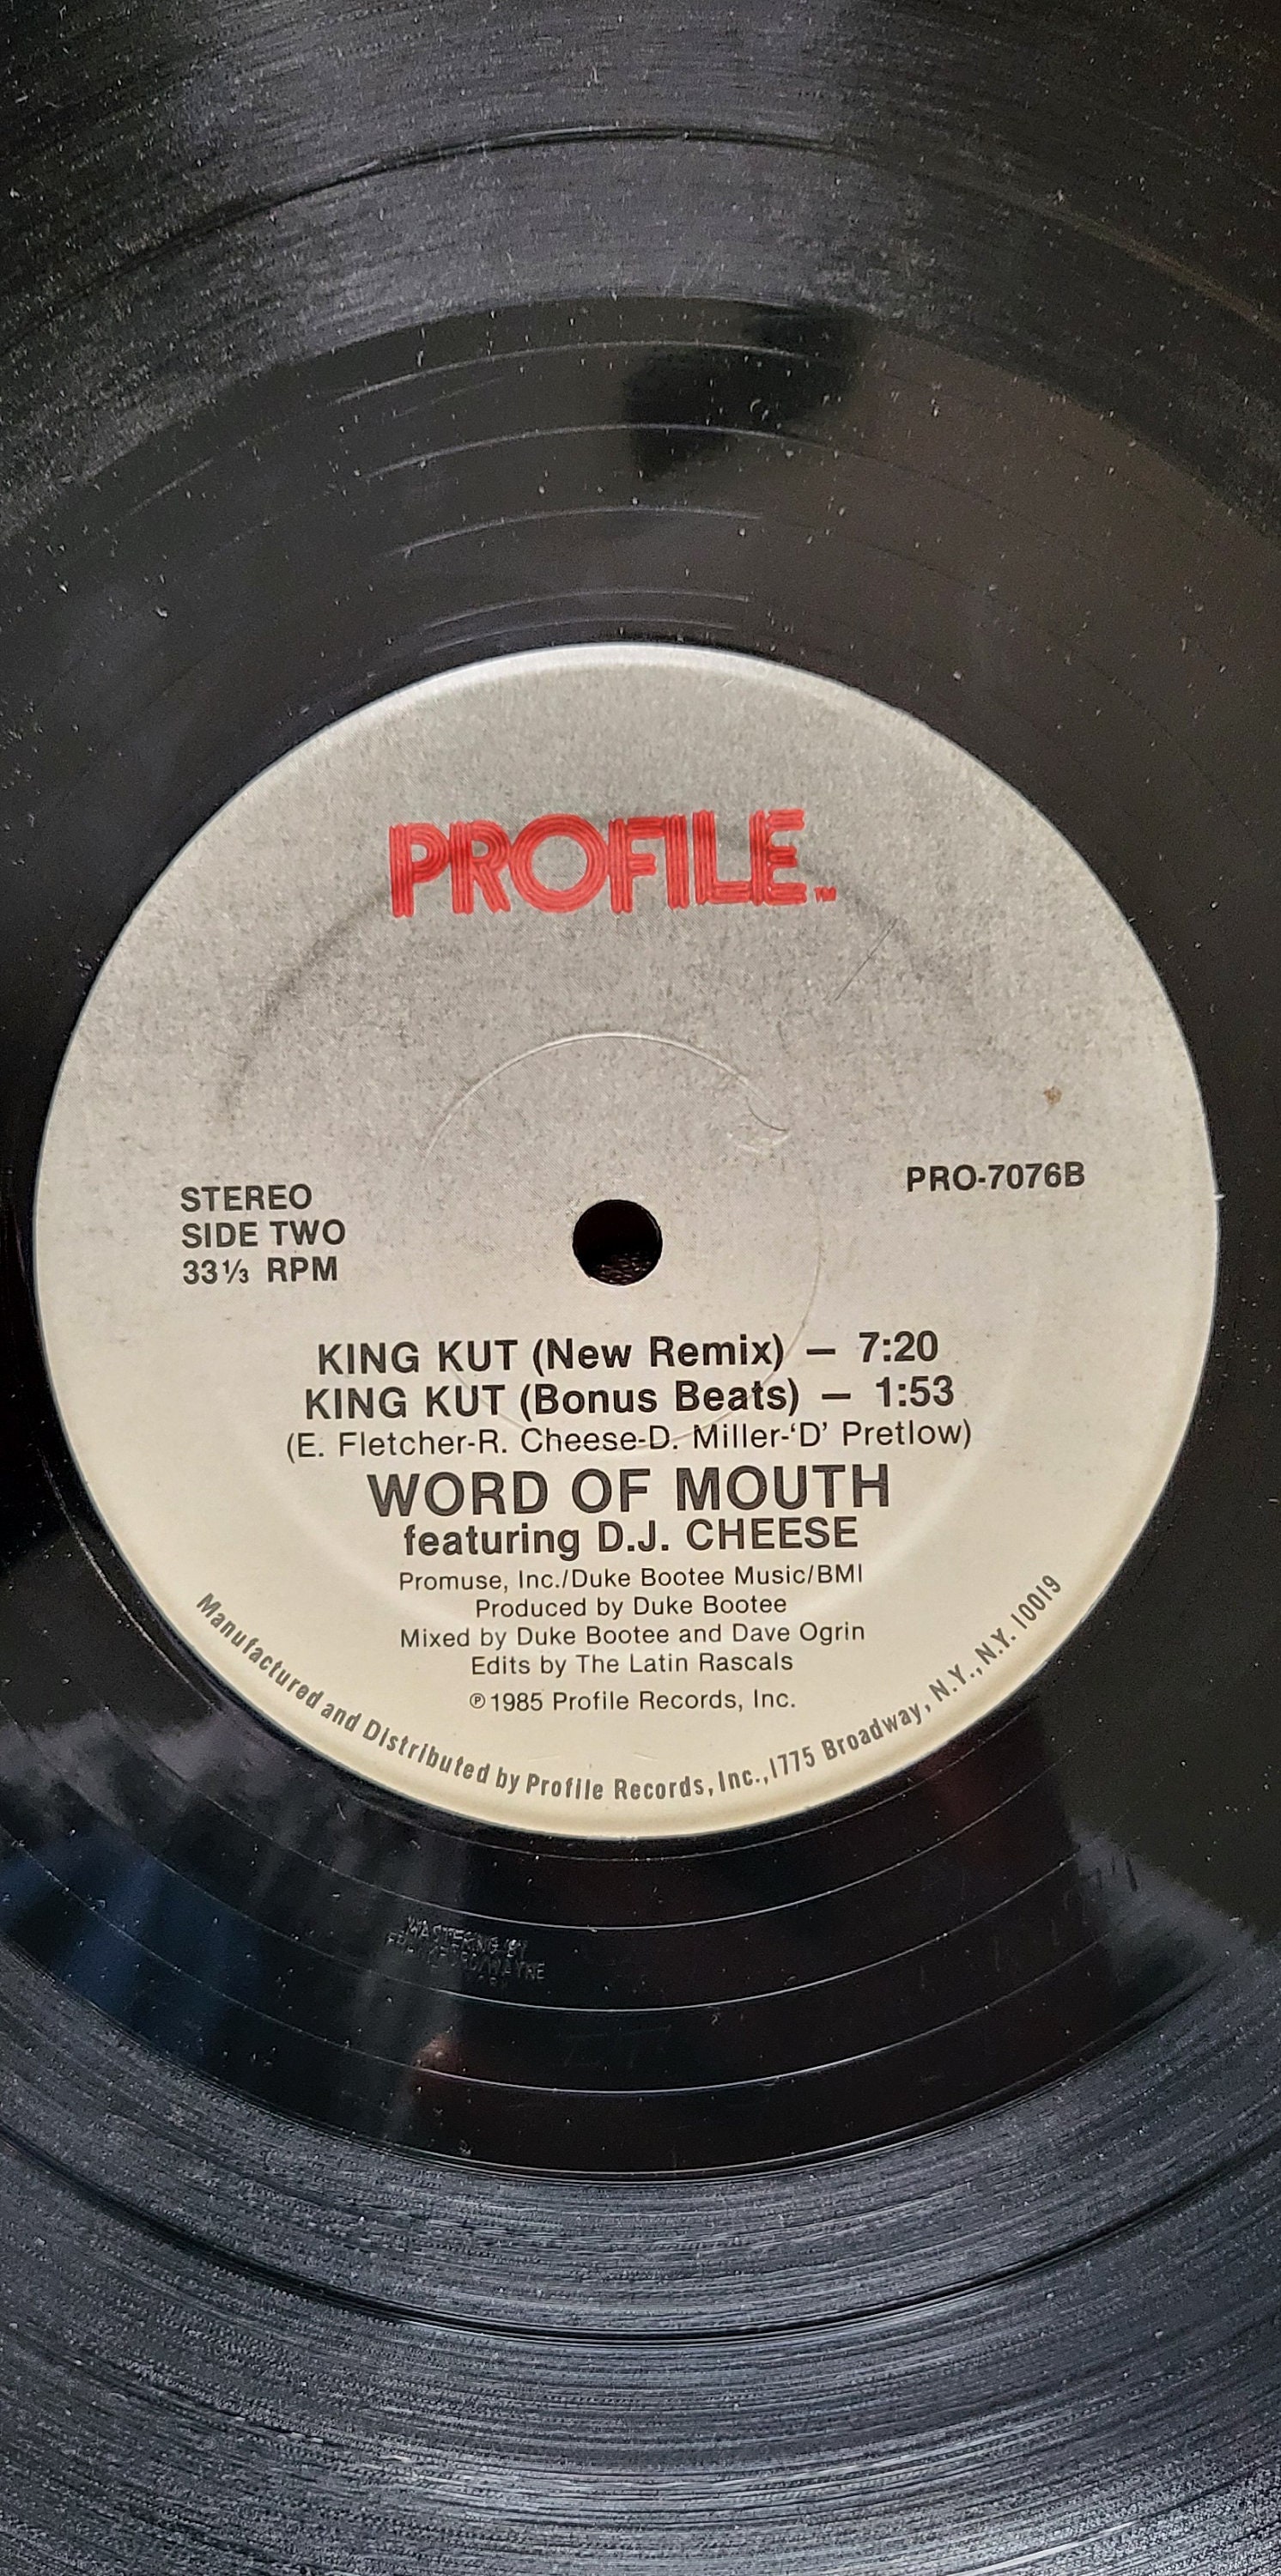 PROFILE™
STEREO
SIDE TWO
33⅓ RPM
PRO-7076B
KING KUT (New Remix) — 7:20
KING KUT (Bonus Beats) — 1:53
(E. Fletcher-R. Cheese-D. Miller-‘D’ Pretlow)
WORD OF MOUTH
featuring D.J. CHEESE
Promuse, Inc./Duke Bootee Music/BMI
Produced by Duke Bootee
Mixed by Duke Bootee and Dave Ogrin
Edits by The Latin Rascals
℗1985 Profile Records, Inc.
Manufactured and Distributed by Profile Records, Inc., 1775 Broadway, N.Y., N.Y. 10019
MASTERING BY